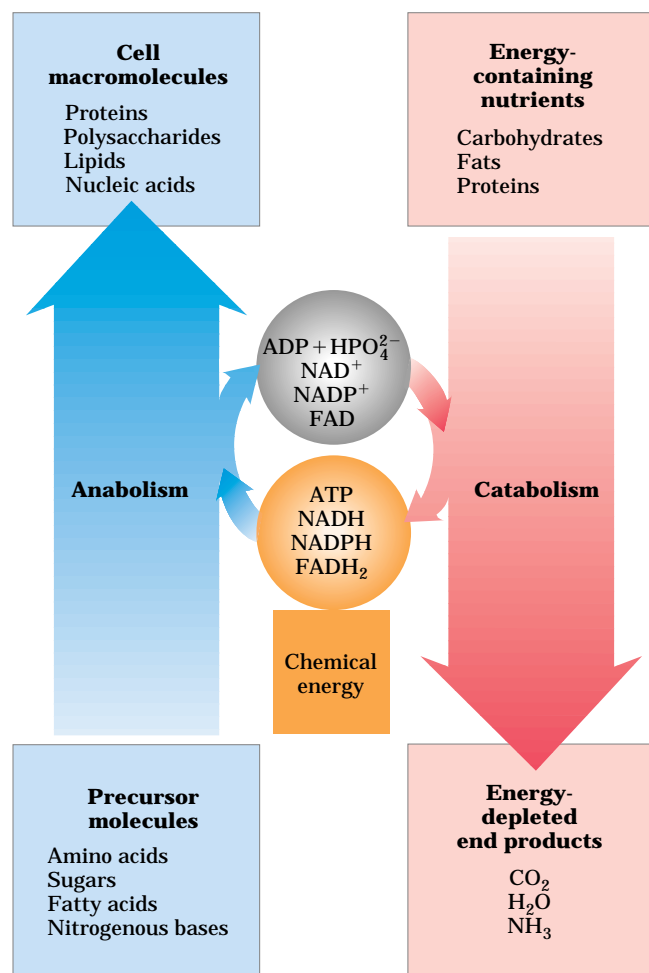 Cell
macromolecules
Proteins
Polysaccharides
Lipids
Nucleic acids
Energy-
containing
nutrients
Carbohydrates
Fats
Proteins
ADP + HPO₄²⁻
NAD⁺
NADP⁺
FAD
Anabolism
ATP
NADH
NADPH
FADH₂
Catabolism
Chemical
energy
Precursor
molecules
Amino acids
Sugars
Fatty acids
Nitrogenous bases
Energy-
depleted
end products
CO₂
H₂O
NH₃